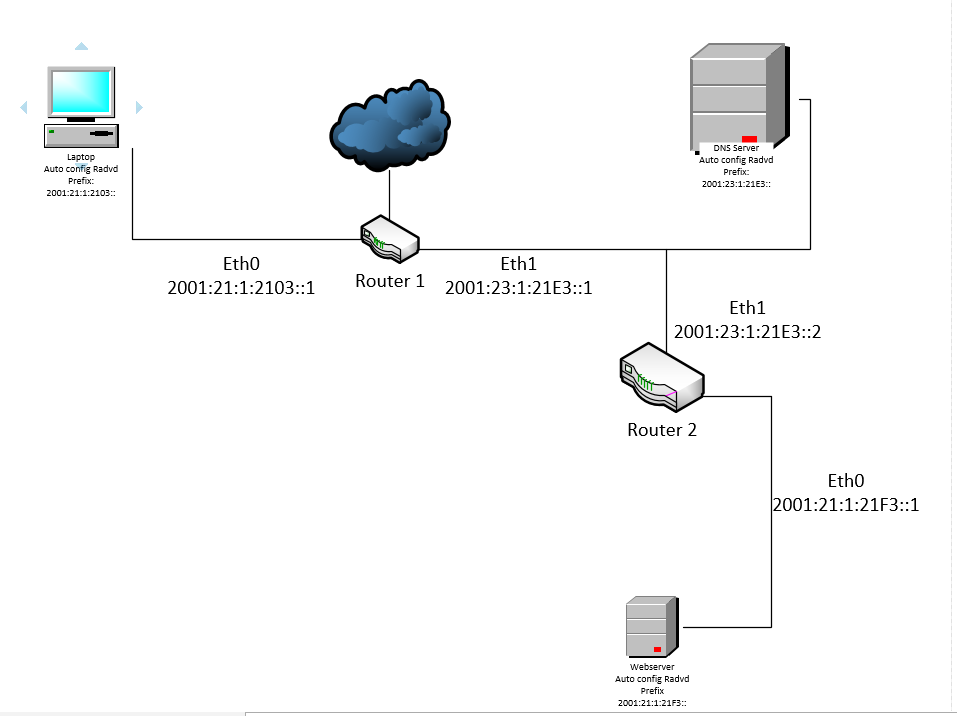 Laptop
Auto config Radvd
Prefix:
2001:21:1:2103::
DNS Server
Auto config Radvd
Prefix:
2001:23:1:21E3::
Eth0
2001:21:1:2103::1
Router 1
Eth1
2001:23:1:21E3::1
Eth1
2001:23:1:21E3::2
Router 2
Eth0
2001:21:1:21F3::1
Webserver
Auto config Radvd
Prefix
2001:21:1:21F3::